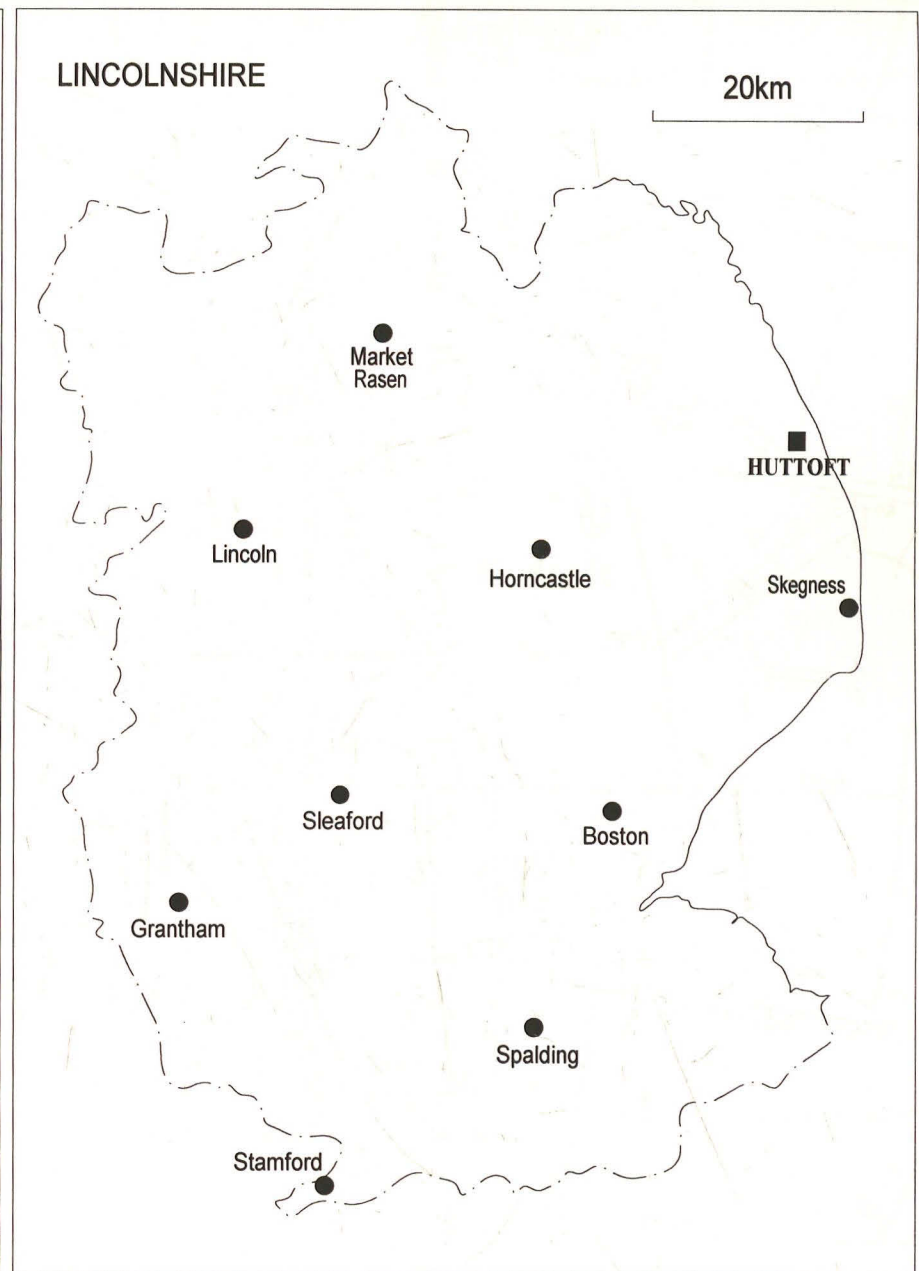 LINCOLNSHIRE
20km
Market
Rasen
HUTTOFT
Lincoln
Horncastle
Skegness
Sleaford
Boston
Grantham
Spalding
Stamford